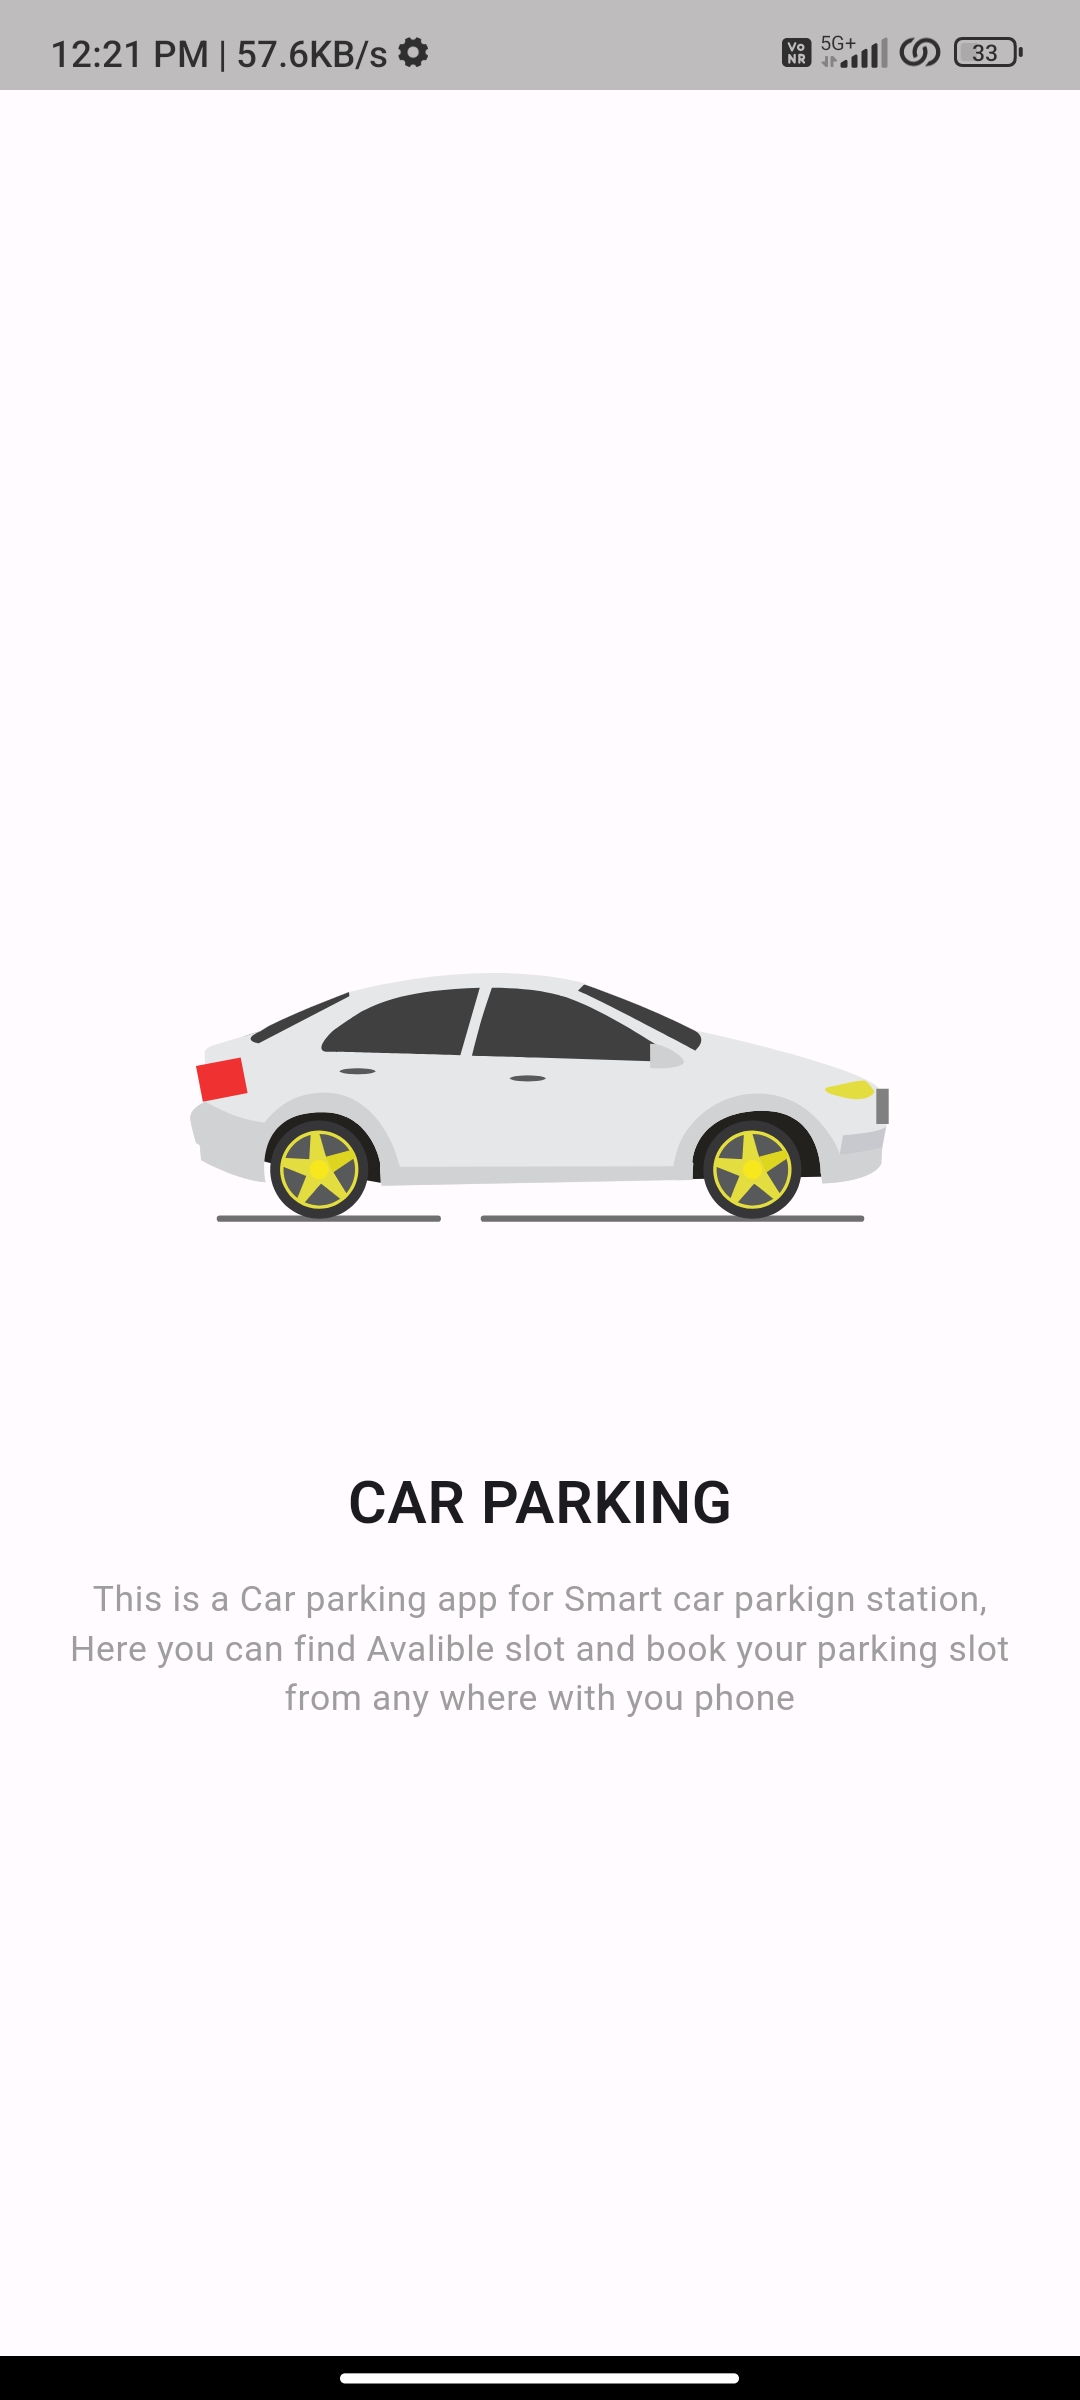 12:21 PM | 57.6KB/s
Vo
NR
5G+
33
CAR PARKING
This is a Car parking app for Smart car parkign station,
Here you can find Avalible slot and book your parking slot
from any where with you phone